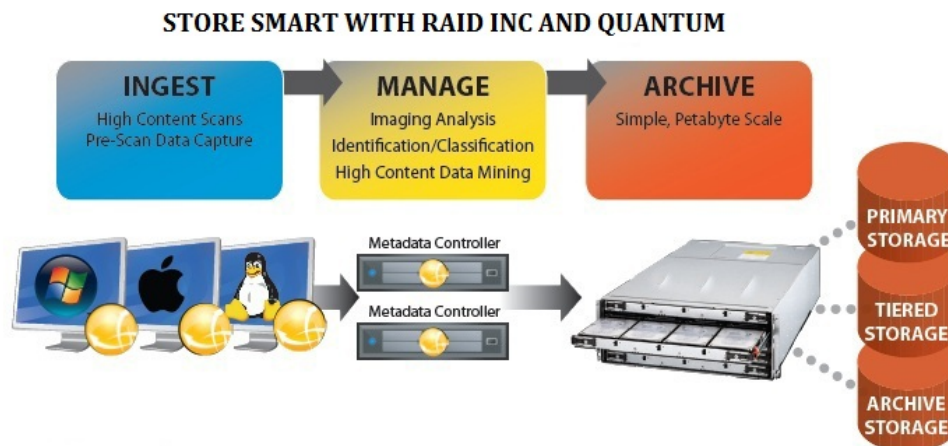 STORE SMART WITH RAID INC AND QUANTUM
INGEST
High Content Scans
Pre-Scan Data Capture
MANAGE
Imaging Analysis
Identification/Classification
High Content Data Mining
ARCHIVE
Simple, Petabyte Scale
Metadata Controller
Metadata Controller
PRIMARY
STORAGE
TIERED
STORAGE
ARCHIVE
STORAGE